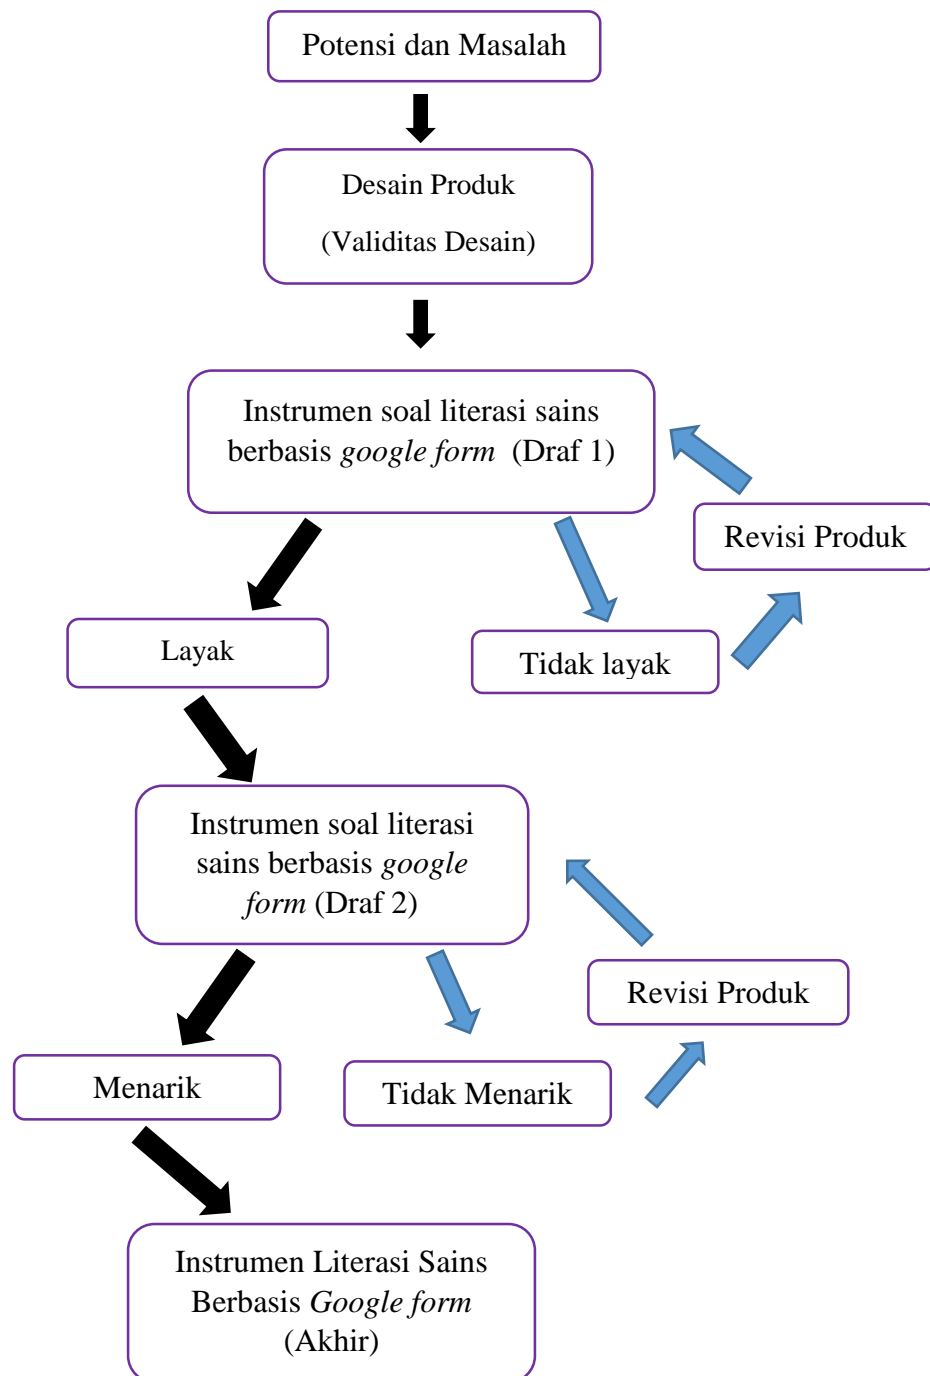 Potensi dan Masalah
Desain Produk
(Validitas Desain)
Instrumen soal literasi sains
berbasis google form (Draf 1)
Revisi Produk
Layak
Tidak layak
Instrumen soal literasi
sains berbasis google
form (Draf 2)
Revisi Produk
Menarik
Tidak Menarik
Instrumen Literasi Sains
Berbasis Google form
(Akhir)